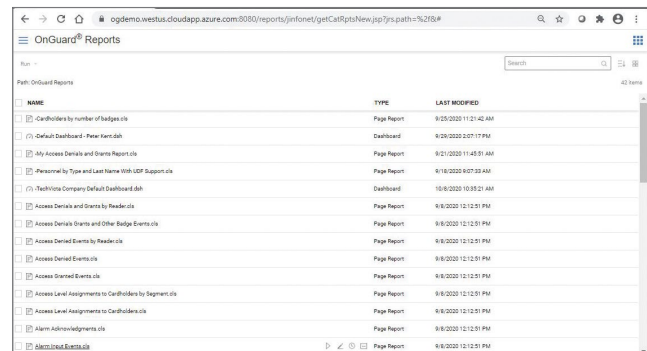 ogdemo.westus.cloudapp.azure.com:8080/reports/jinfonet/getCatRptsNew.jsp?jrs.path=%2f&#
OnGuard® Reports
Run
Search
Path: OnGuard Reports
42 items
NAME TYPE LAST MODIFIED
-Cardholders by number of badges.cls Page Report 9/25/2020 11:21:42 AM
-Default Dashboard - Peter Kent.dsh Dashboard 9/29/2020 2:07:17 PM
-My Access Denials and Grants Report.cls Page Report 9/21/2020 11:45:51 AM
-Personnel by Type and Last Name With UDF Support.cls Page Report 9/18/2020 9:07:33 AM
-TechVista Company Default Dashboard.dsh Dashboard 10/8/2020 10:35:21 AM
Access Denials and Grants by Reader.cls Page Report 9/8/2020 12:12:51 PM
Access Denials Grants and Other Badge Events.cls Page Report 9/8/2020 12:12:51 PM
Access Denied Events by Reader.cls Page Report 9/8/2020 12:12:51 PM
Access Denied Events.cls Page Report 9/8/2020 12:12:51 PM
Access Granted Events.cls Page Report 9/8/2020 12:12:51 PM
Access Level Assignments to Cardholders by Segment.cls Page Report 9/8/2020 12:12:51 PM
Access Level Assignments to Cardholders.cls Page Report 9/8/2020 12:12:51 PM
Alarm Acknowledgments.cls Page Report 9/8/2020 12:12:51 PM
Alarm Input Events.cls Page Report 9/8/2020 12:12:51 PM